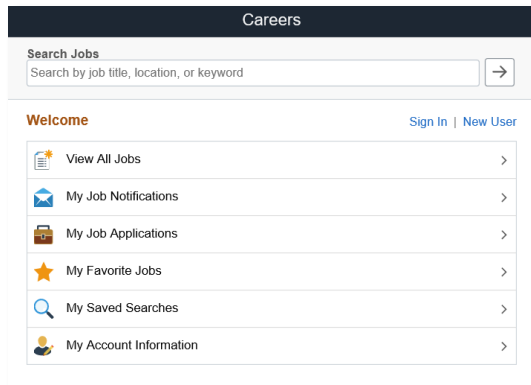 Careers
Search Jobs
Search by job title, location, or keyword
Welcome
Sign In | New User
View All Jobs
My Job Notifications
My Job Applications
My Favorite Jobs
My Saved Searches
My Account Information